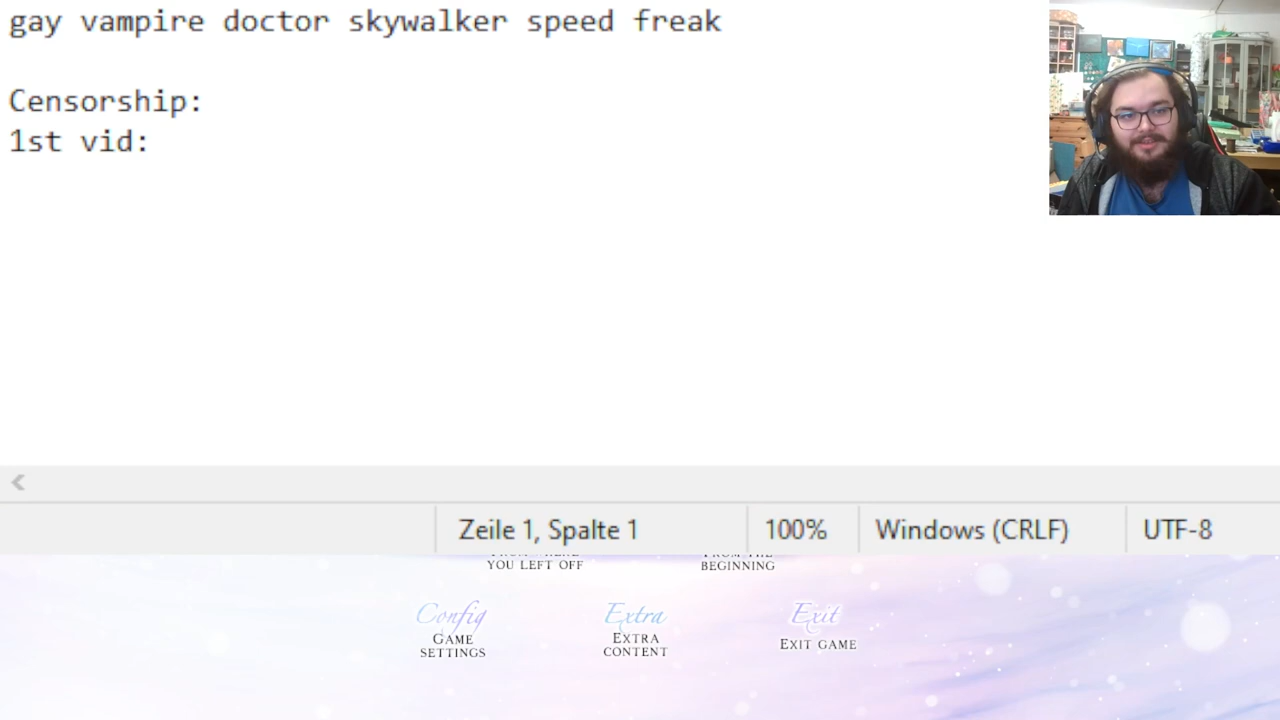 gay vampire doctor skywalker speed freak
Censorship:
1st vid:
Zeile 1, Spalte 1
100%
Windows (CRLF)
UTF-8
YOU LEFT OFF
BEGINNING
Config
GAME
SETTINGS
Extra
EXTRA
CONTENT
Exit
EXIT GAME